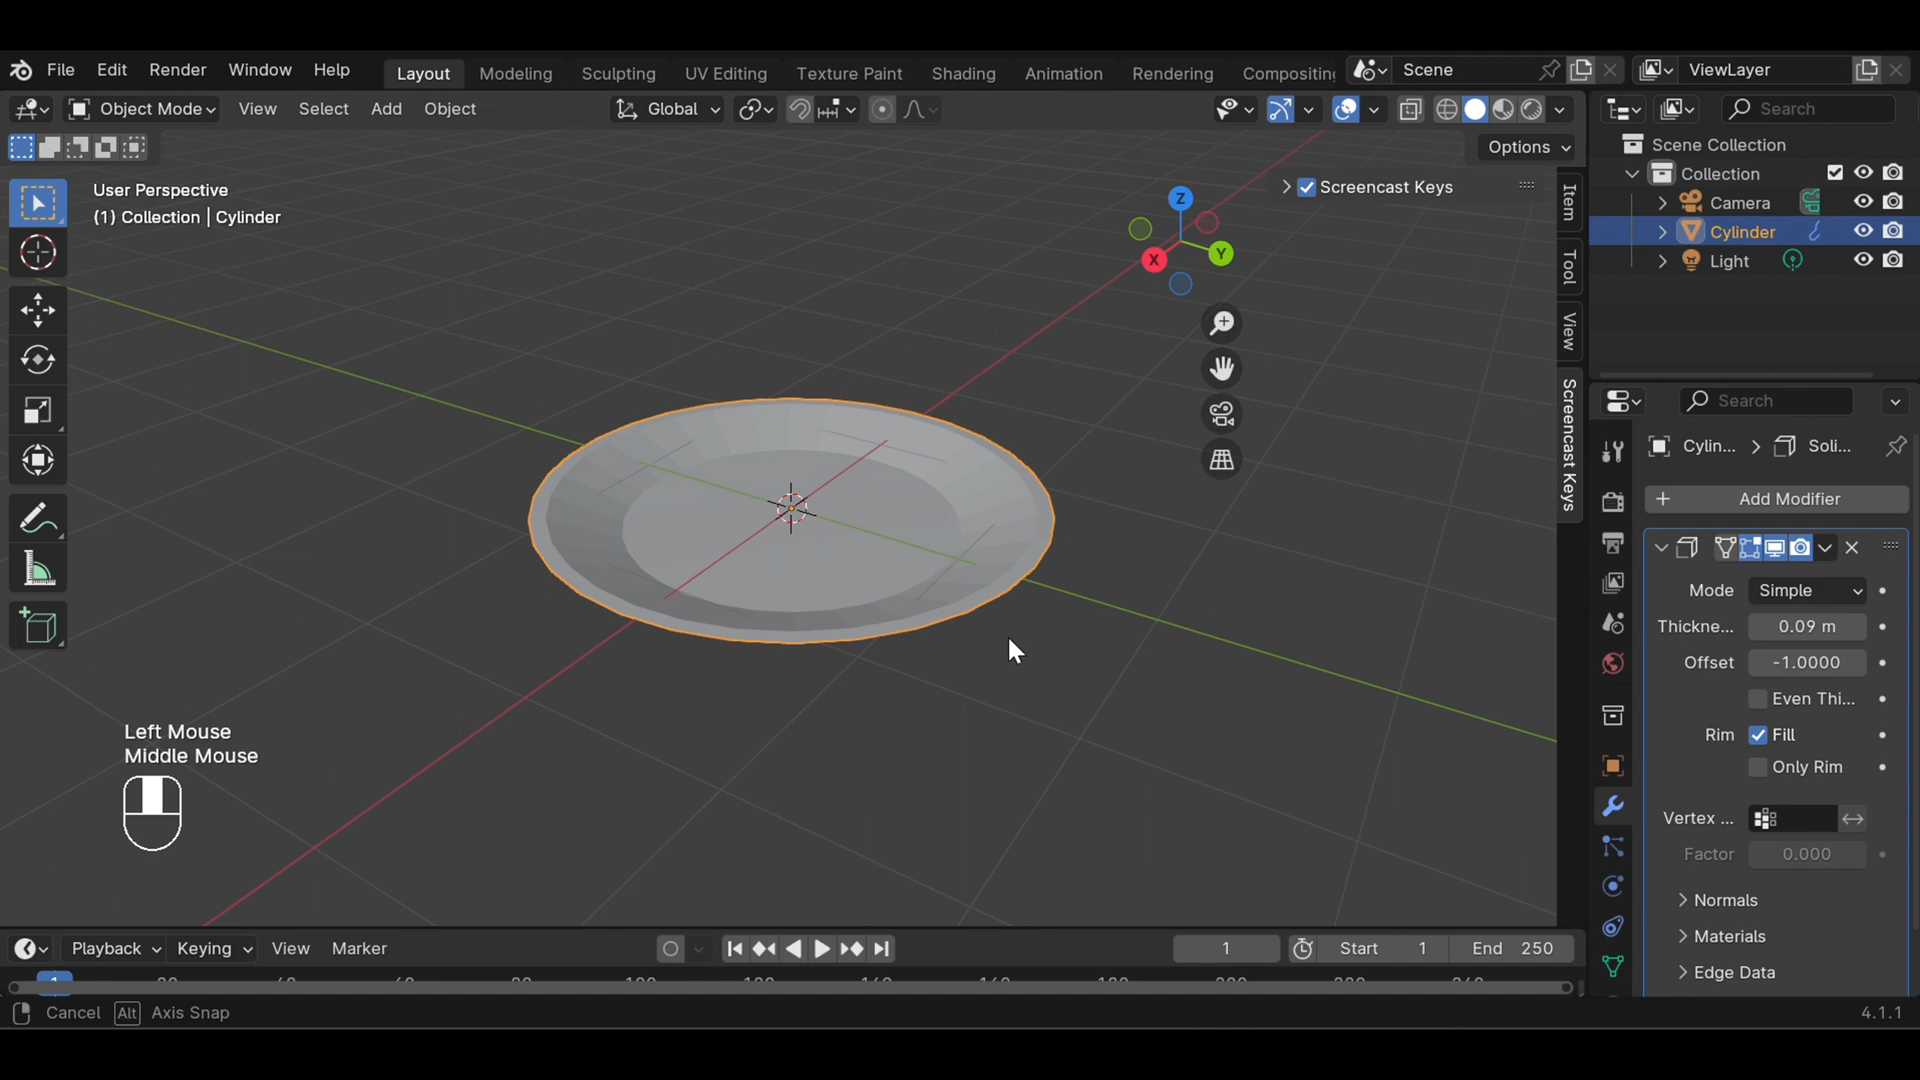 File Edit Render Window Help Layout Modeling Sculpting UV Editing Texture Paint Shading Animation Rendering Compositing Scene ViewLayer
Object Mode View Select Add Object Global Search
Options
User Perspective
(1) Collection | Cylinder
Screencast Keys
Z
Y
X
Item
Tool
View
Screencast Keys
Left Mouse
Middle Mouse
Scene Collection
Collection
Camera
Cylinder
Light
Search
Cylin... Soli...
Add Modifier
Mode Simple
Thickne... 0.09 m
Offset -1.0000
Even Thi...
Rim Fill
Only Rim
Vertex ...
Factor 0.000
Normals
Materials
Edge Data
Playback Keying View Marker 1 Start 1 End 250
1
Cancel Alt Axis Snap 4.1.1